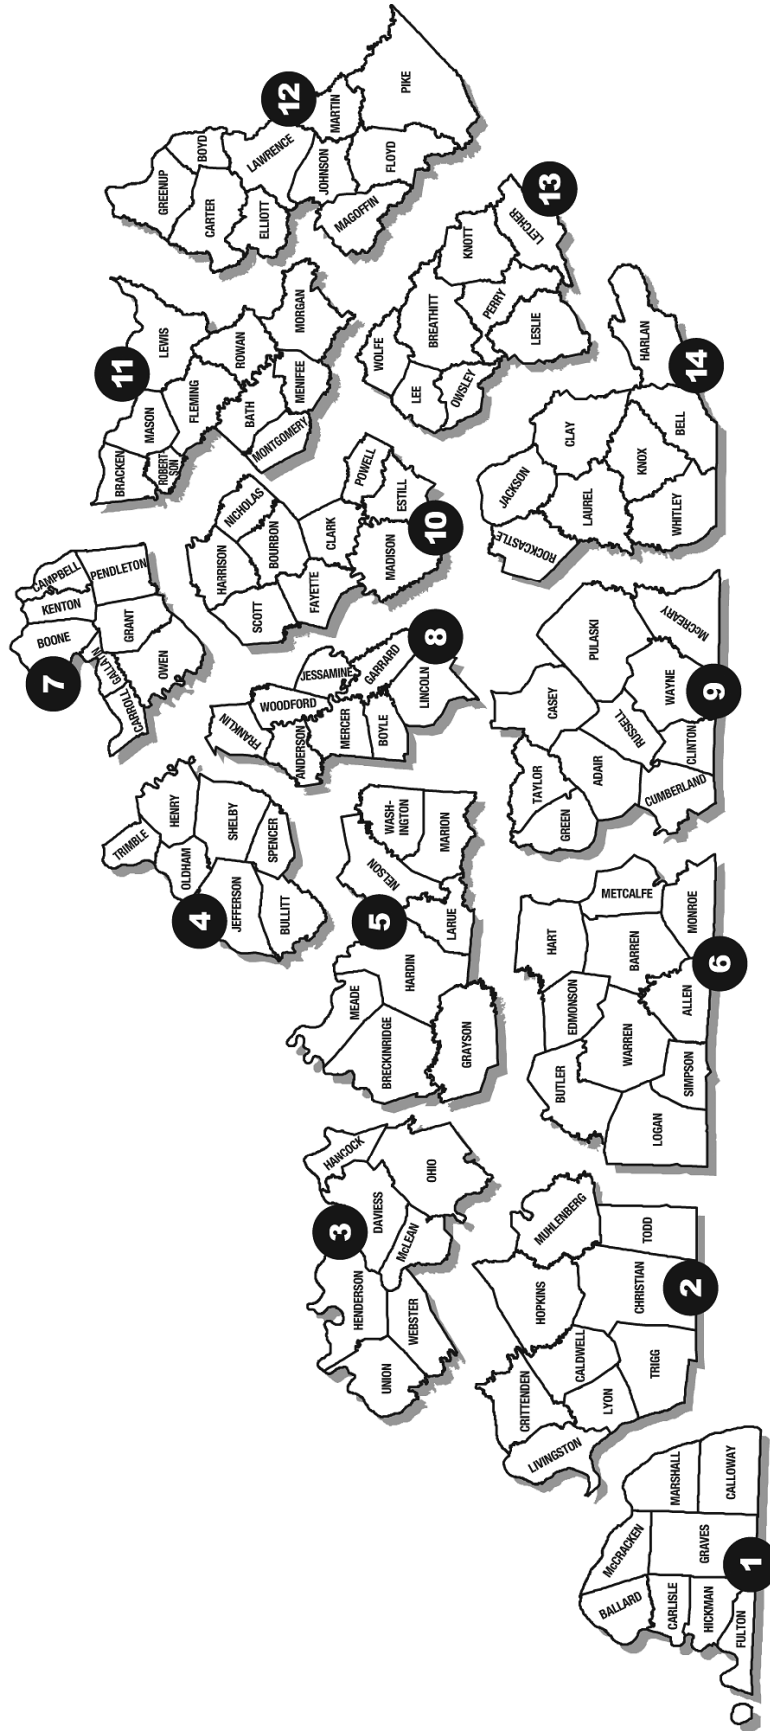 1
BALLARD
McCRACKEN
CARLISLE
HICKMAN
FULTON
GRAVES
MARSHALL
CALLOWAY
2
LIVINGSTON
CRITTENDEN
LYON
CALDWELL
TRIGG
HOPKINS
CHRISTIAN
MUHLENBERG
TODD
3
UNION
HENDERSON
WEBSTER
DAVIESS
McLEAN
HANCOCK
OHIO
4
TRIMBLE
OLDHAM
HENRY
JEFFERSON
SHELBY
SPENCER
BULLITT
5
MEADE
BRECKINRIDGE
HARDIN
GRAYSON
NELSON
LARUE
WASH-
INGTON
MARION
6
BUTLER
EDMONSON
HART
LOGAN
WARREN
BARREN
METCALFE
SIMPSON
ALLEN
MONROE
7
BOONE
KENTON
CAMPBELL
CARROLL
GALLATIN
GRANT
PENDLETON
OWEN
8
FRANKLIN
WOODFORD
ANDERSON
JESSAMINE
MERCER
GARRARD
BOYLE
LINCOLN
9
TAYLOR
GREEN
CASEY
ADAIR
RUSSELL
PULASKI
CUMBERLAND
CLINTON
WAYNE
McCREARY
10
HARRISON
NICHOLAS
SCOTT
BOURBON
FAYETTE
CLARK
POWELL
MADISON
ESTILL
11
BRACKEN
ROBERT-
SON
MASON
LEWIS
FLEMING
ROWAN
BATH
MONTGOMERY
MENIFEE
MORGAN
12
GREENUP
BOYD
CARTER
ELLIOTT
LAWRENCE
JOHNSON
MARTIN
MAGOFFIN
FLOYD
PIKE
13
WOLFE
LEE
OWSLEY
BREATHITT
KNOTT
PERRY
LESLIE
LETCHER
14
ROCKCASTLE
JACKSON
LAUREL
CLAY
WHITLEY
KNOX
BELL
HARLAN